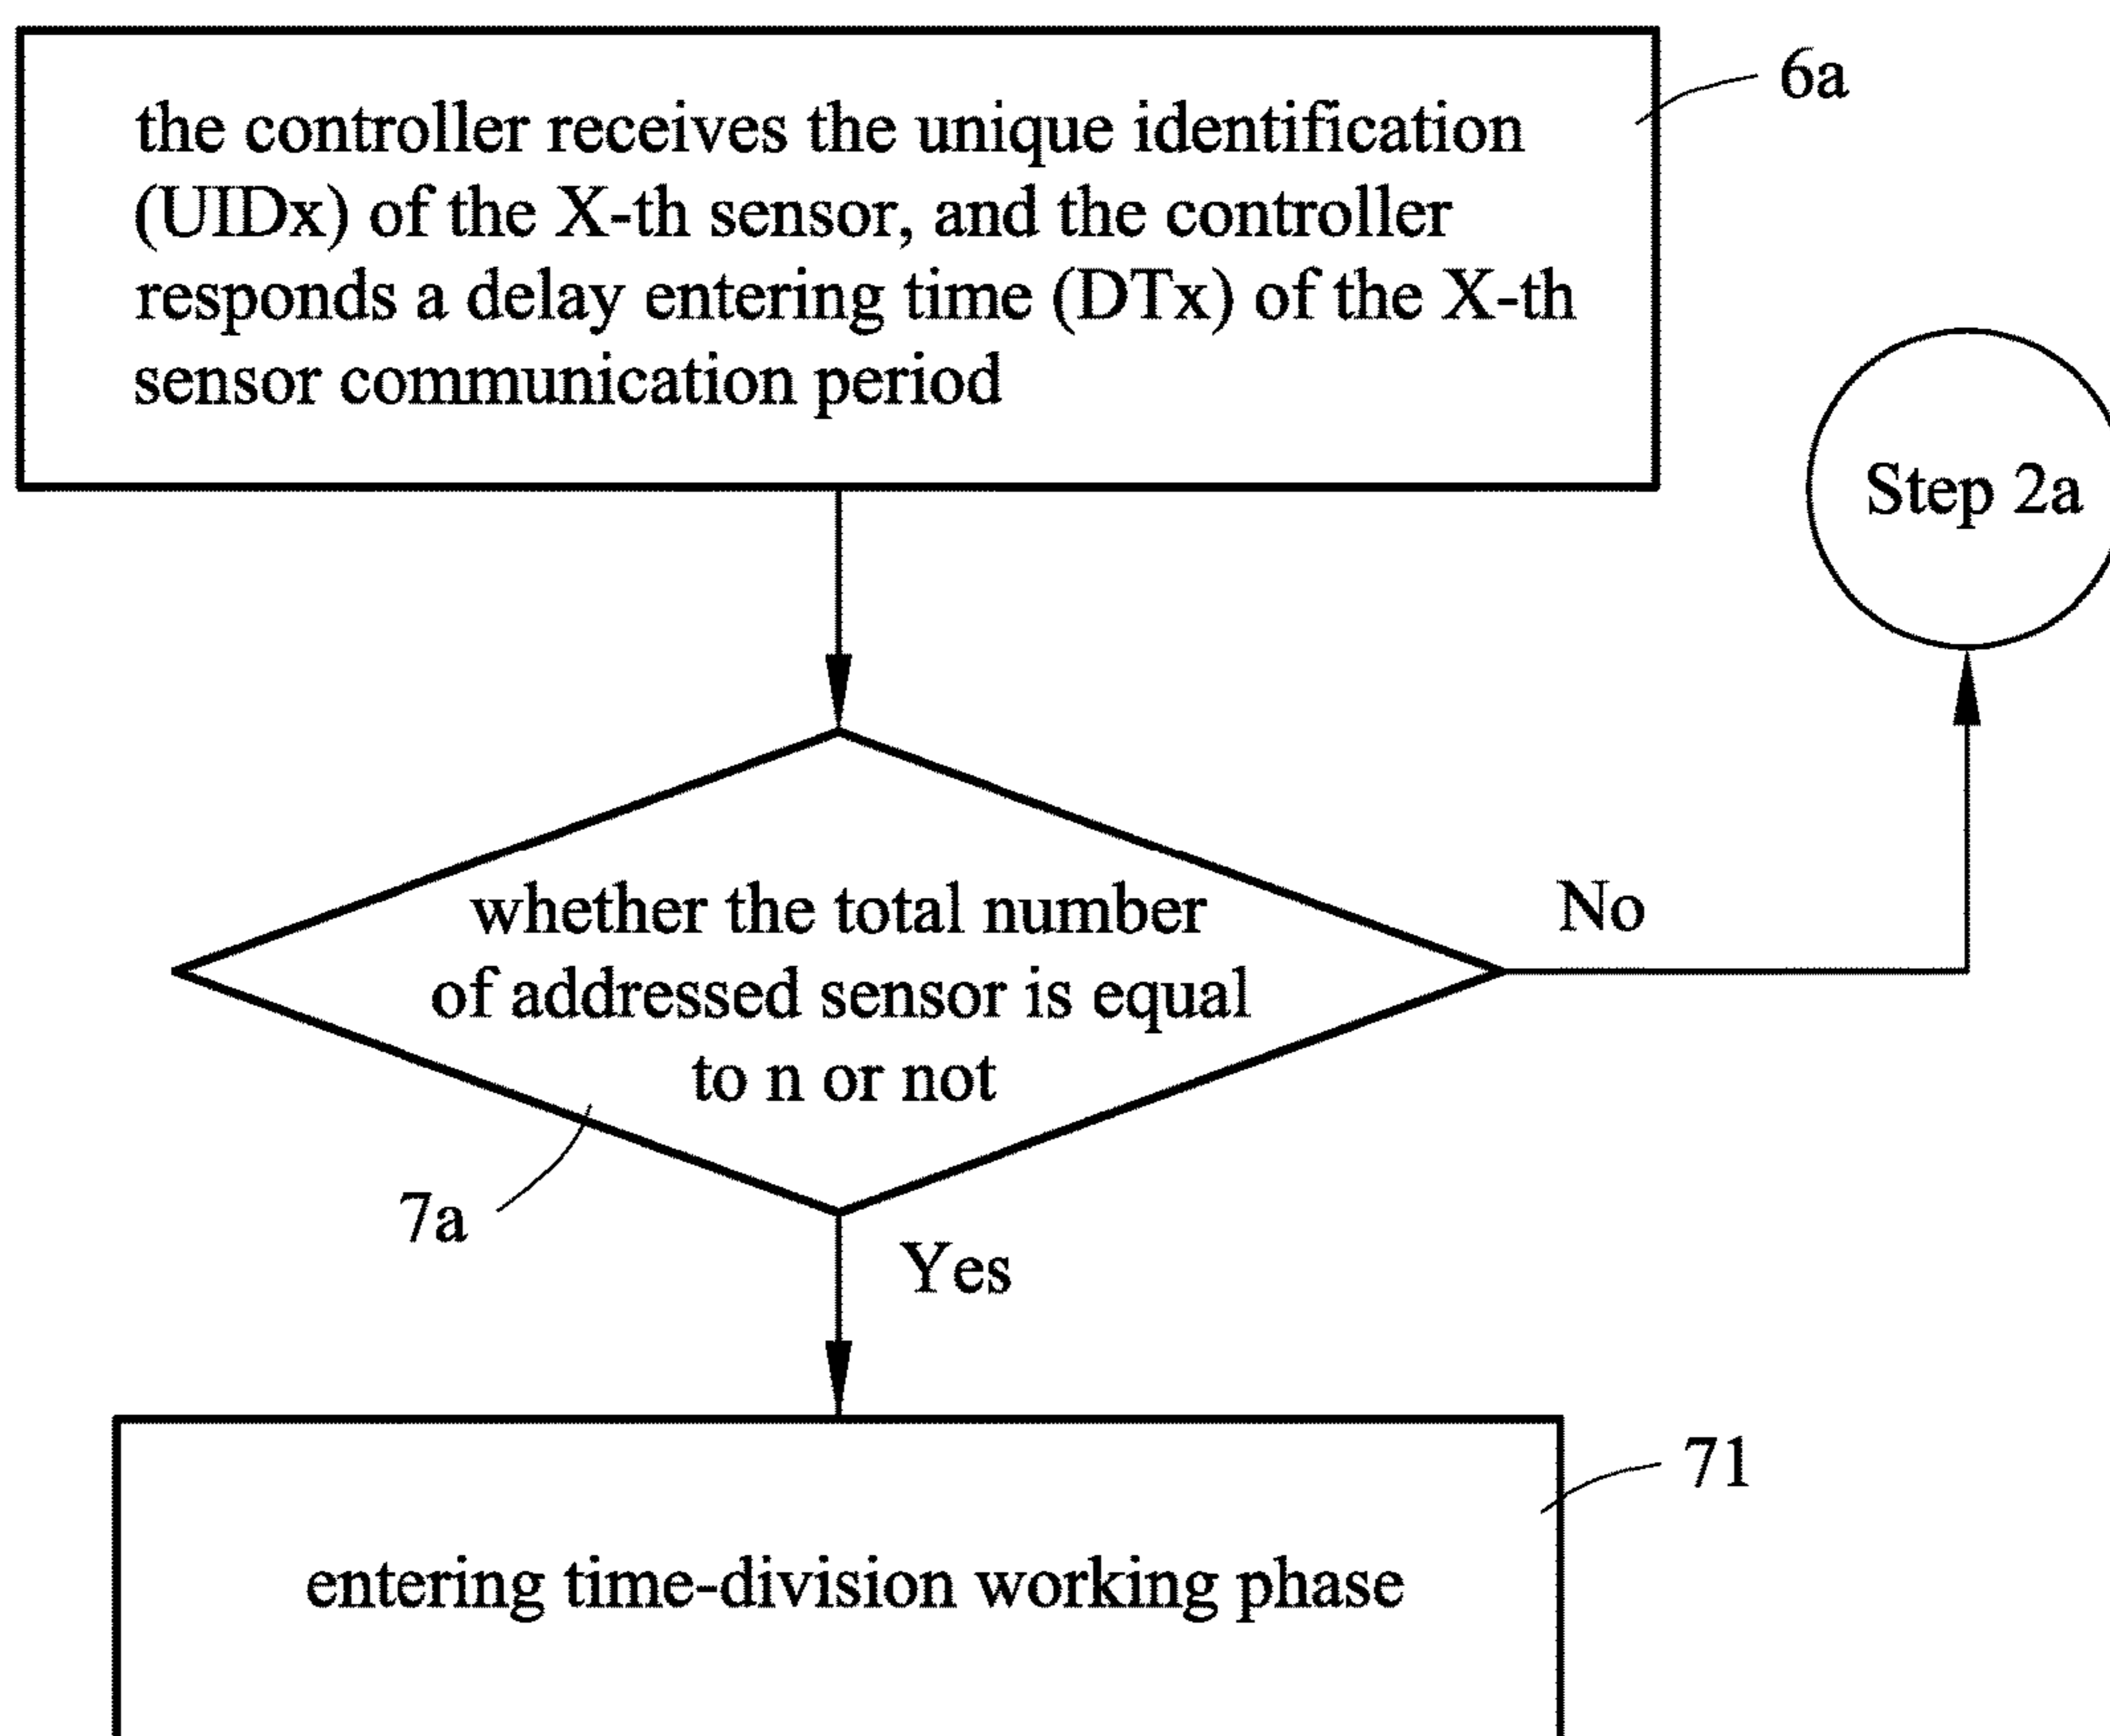 6a
the controller receives the unique identification
(UIDx) of the X-th sensor, and the controller
responds a delay entering time (DTx) of the X-th
sensor communication period
Step 2a
whether the total number
of addressed sensor is equal
to n or not
No
7a
Yes
71
entering time-division working phase